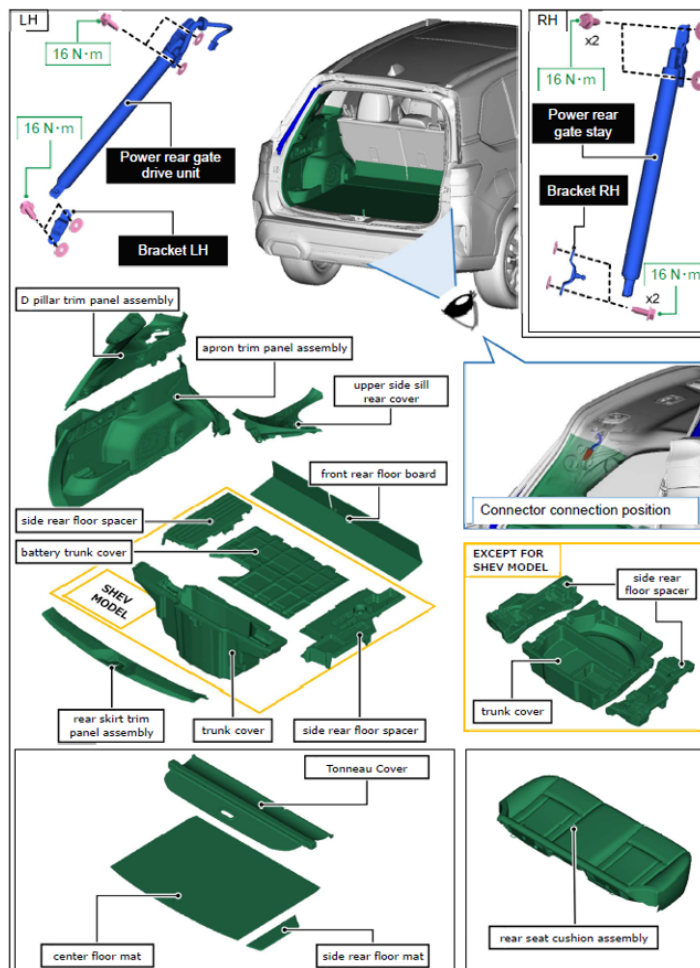 LH
16 N·m
16 N·m
Power rear gate
drive unit
Bracket LH
RH
x2
16 N·m
Power rear
gate stay
Bracket RH
16 N·m
x2
D pillar trim panel assembly
apron trim panel assembly
upper side sill
rear cover
front rear floor board
side rear floor spacer
battery trunk cover
SHEV
MODEL
rear skirt trim
panel assembly
trunk cover
side rear floor spacer
Connector connection position
EXCEPT FOR
SHEV MODEL
side rear
floor spacer
trunk cover
Tonneau Cover
center floor mat
side rear floor mat
rear seat cushion assembly